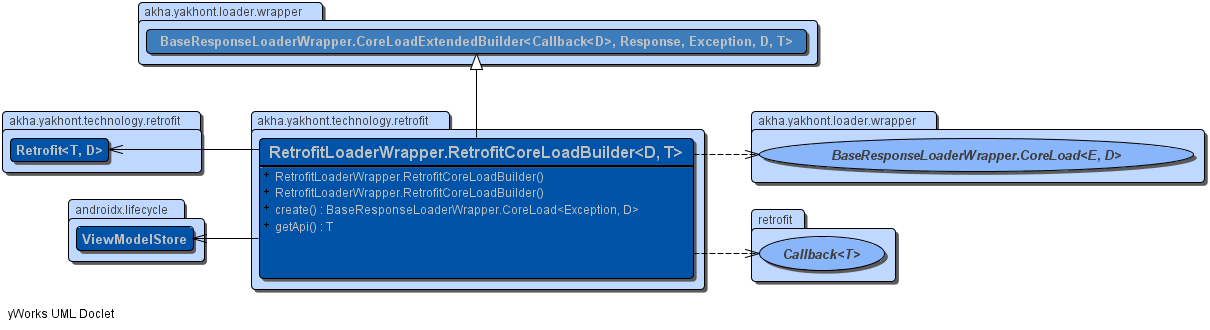 akha.yakhont.loader.wrapper
BaseResponseLoaderWrapper.CoreLoadExtendedBuilder<Callback<D>, Response, Exception, D, T>
akha.yakhont.technology.retrofit
Retrofit<T, D>
akha.yakhont.technology.retrofit
RetrofitLoaderWrapper.RetrofitCoreLoadBuilder<D, T>
+ RetrofitLoaderWrapper.RetrofitCoreLoadBuilder()
+ RetrofitLoaderWrapper.RetrofitCoreLoadBuilder()
+ create() : BaseResponseLoaderWrapper.CoreLoad<Exception, D>
+ getApi() : T
akha.yakhont.loader.wrapper
BaseResponseLoaderWrapper.CoreLoad<E, D>
androidx.lifecycle
ViewModelStore
retrofit
Callback<T>
yWorks UML Doclet